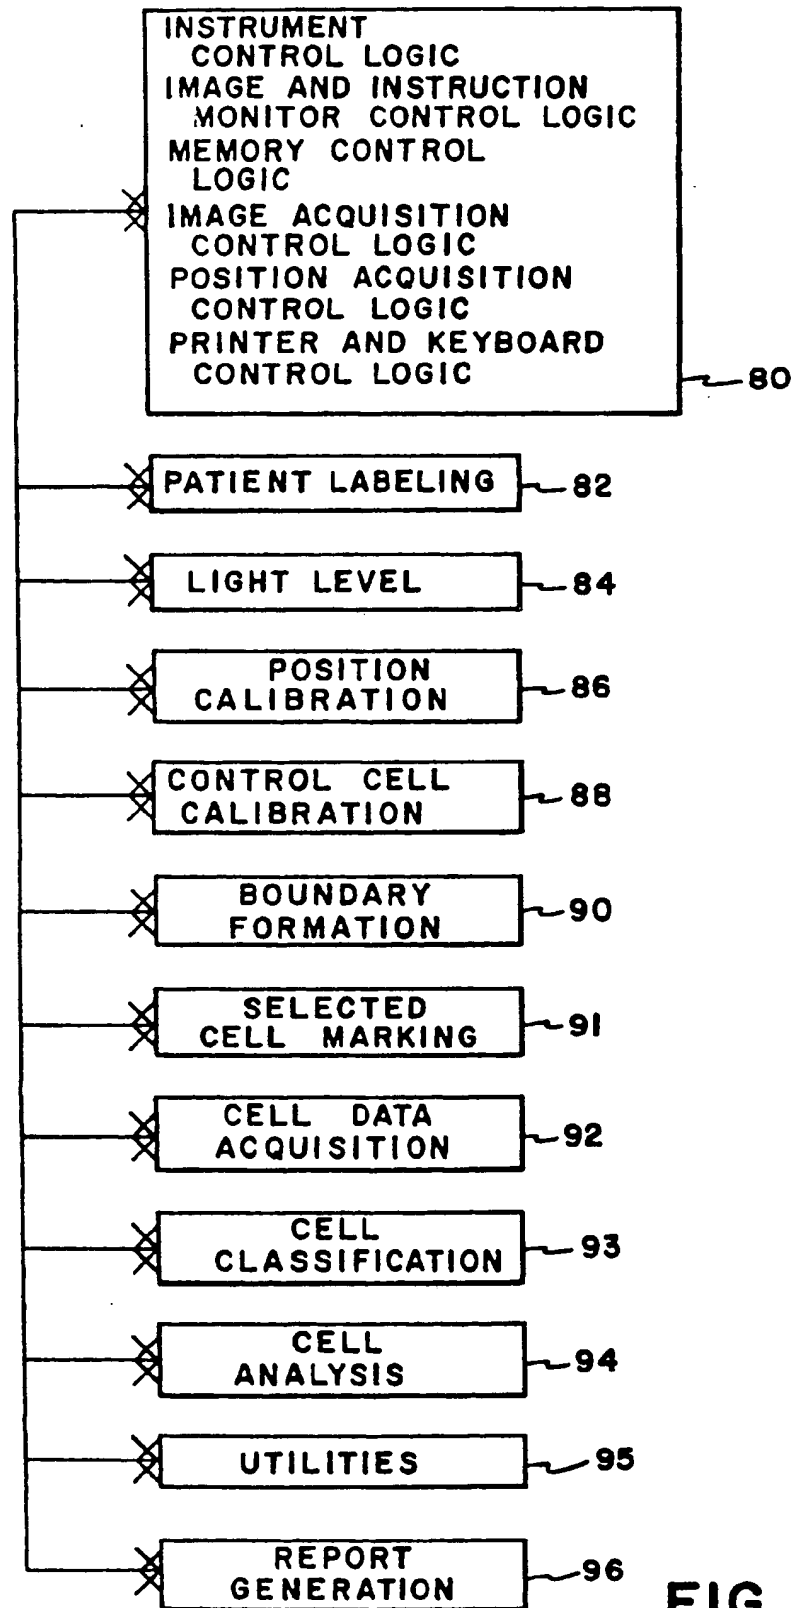 INSTRUMENT
CONTROL LOGIC
IMAGE AND INSTRUCTION
MONITOR CONTROL LOGIC
MEMORY CONTROL
LOGIC
IMAGE ACQUISITION
CONTROL LOGIC
POSITION ACQUISITION
CONTROL LOGIC
PRINTER AND KEYBOARD
CONTROL LOGIC
80
PATIENT LABELING
82
LIGHT LEVEL
84
POSITION
CALIBRATION
86
CONTROL CELL
CALIBRATION
88
BOUNDARY
FORMATION
90
SELECTED
CELL MARKING
91
CELL DATA
ACQUISITION
92
CELL
CLASSIFICATION
93
CELL
ANALYSIS
94
UTILITIES
95
REPORT
GENERATION
96
FIG